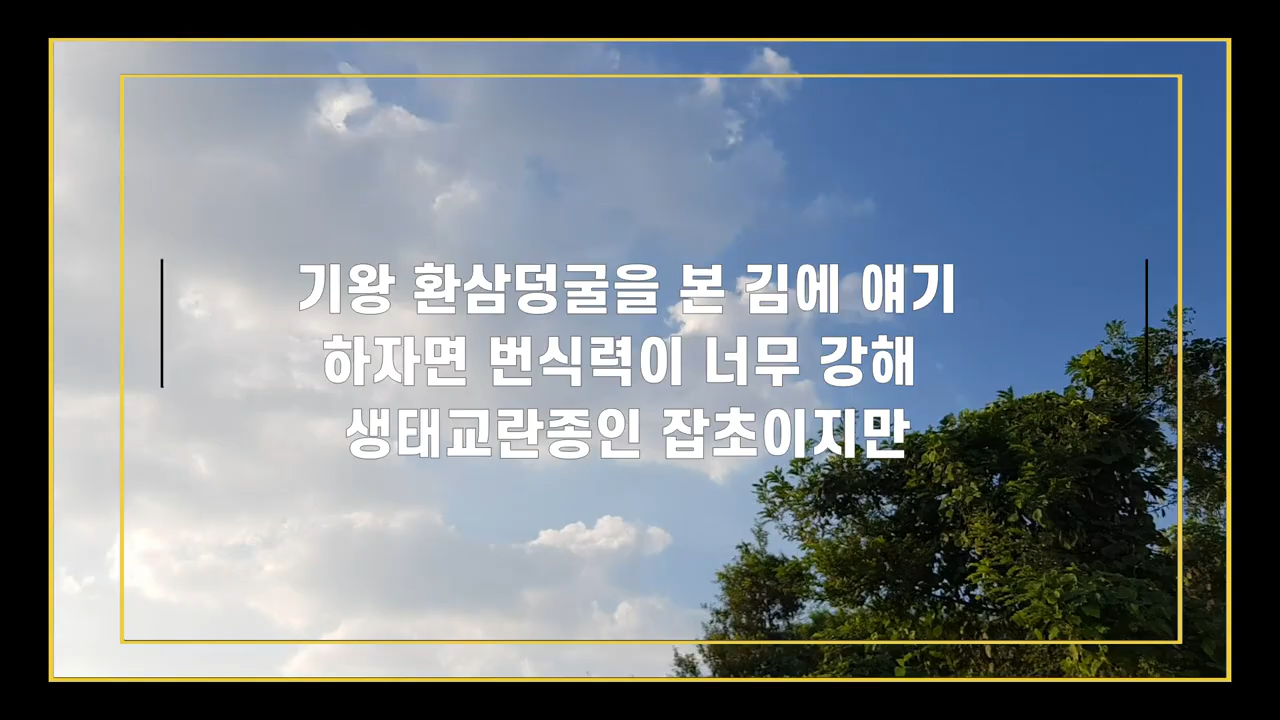 기왕 환삼덩굴을 본 김에 얘기
하자면 번식력이 너무 강해
생태교란종인 잡초이지만